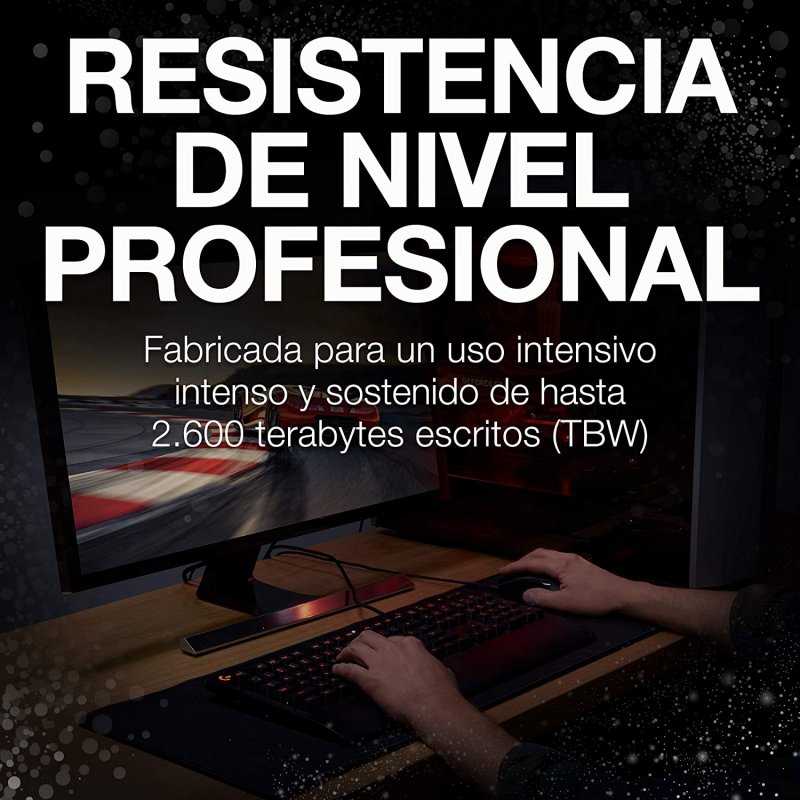 RESISTENCIA
DE NIVEL
PROFESIONAL
Fabricada para un uso intensivo
intenso y sostenido de hasta
2.600 terabytes escritos (TBW)